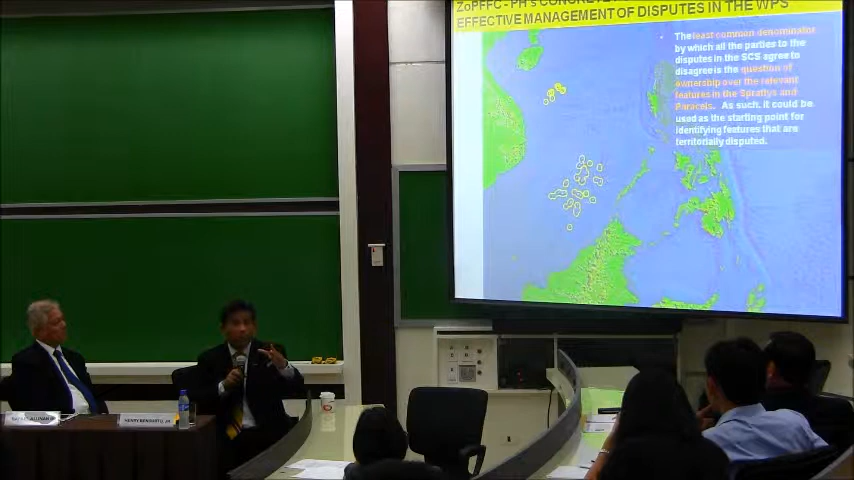 ZoPFFC - PH's CONCRETE
EFFECTIVE MANAGEMENT OF DISPUTES IN THE WPS
The least common denominator
by which all the parties to the
disputes in the SCS agree to
disagree is the question of
ownership over the relevant
features in the Spratlys and
Paracels. As such, it could be
used as the starting point for
identifying features that are
territorially disputed.
HENRY BENSURTO, JR.